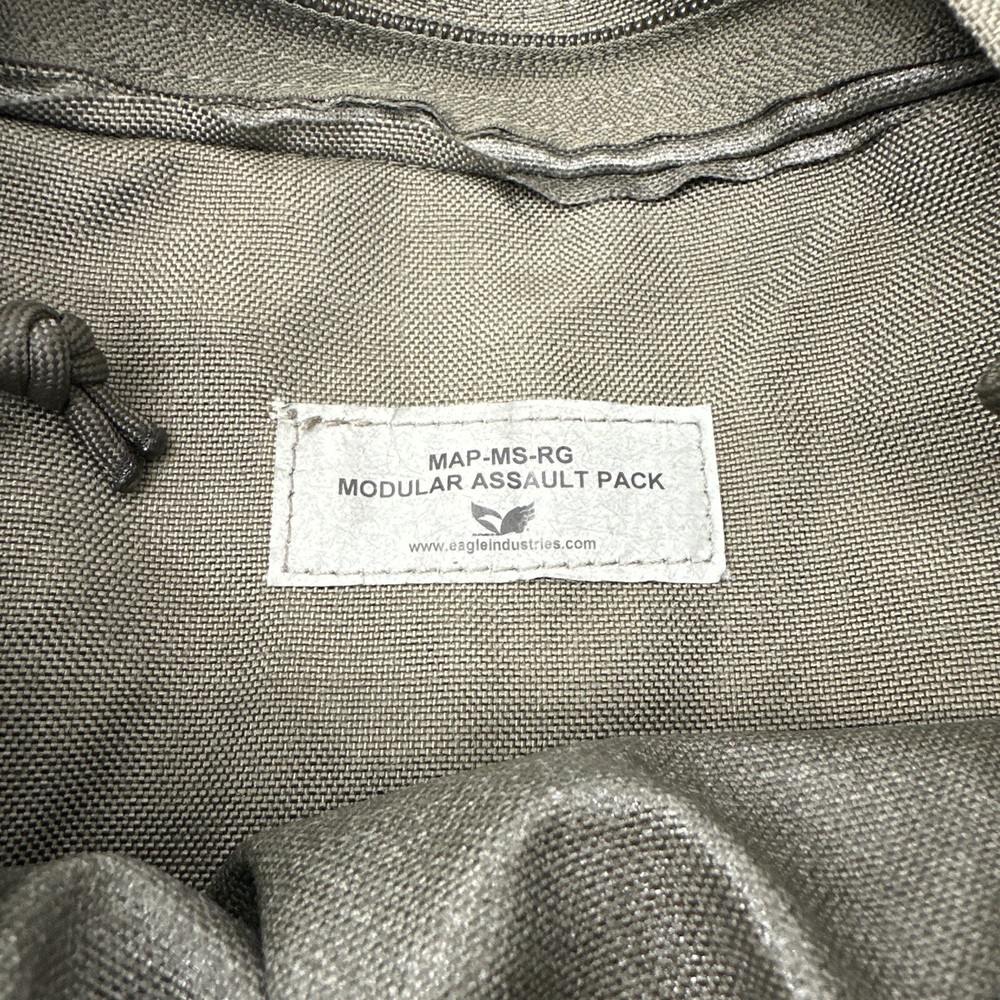 MAP-MS-RG
MODULAR ASSAULT PACK
www.eagleindustries.com